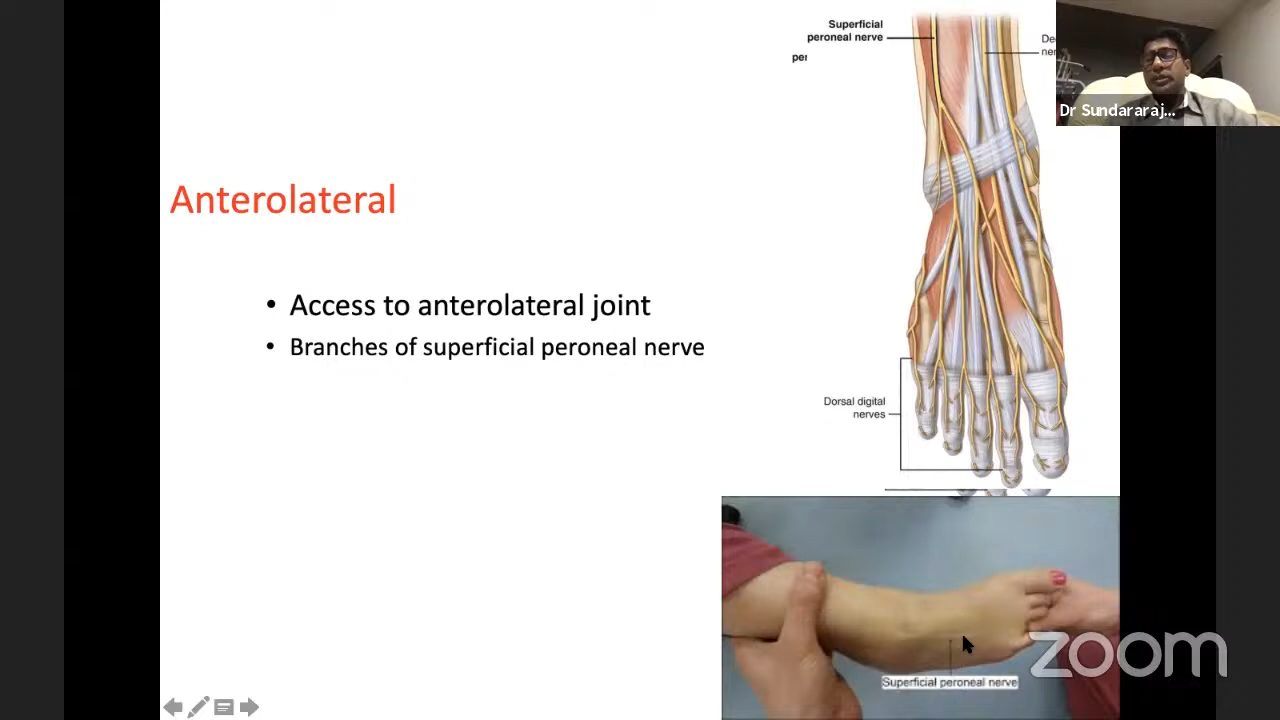 Superficial
peroneal nerve
Dr Sundararaj...
Anterolateral
• Access to anterolateral joint
• Branches of superficial peroneal nerve
Dorsal digital
nerves
Superficial peroneal nerve
zoom